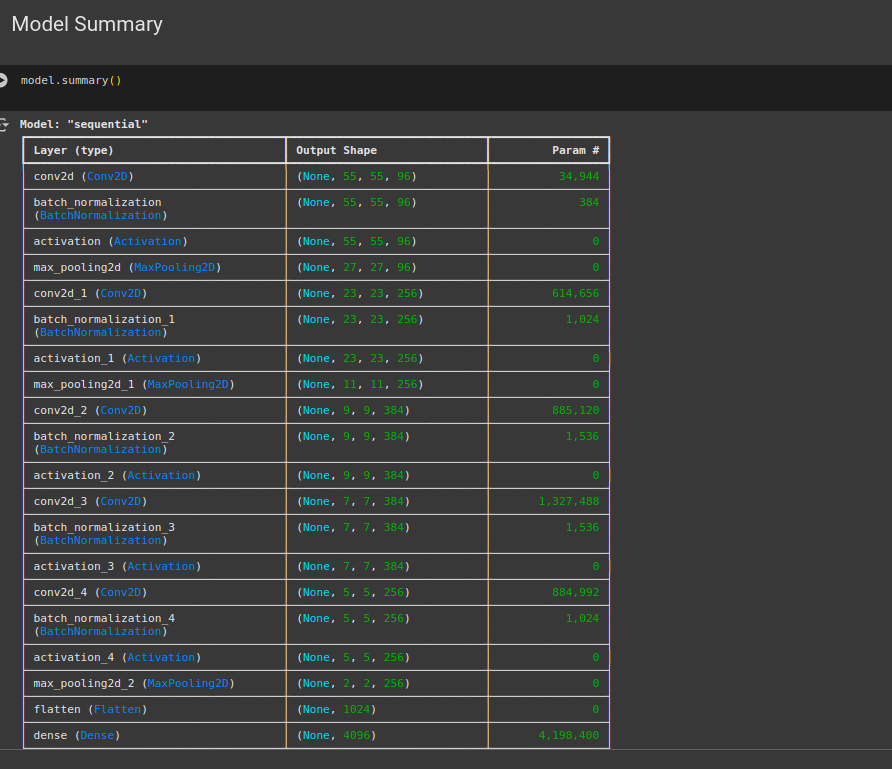 Model Summary
model.summary()
Model: "sequential"
Layer (type) Output Shape Param #
conv2d (Conv2D) (None, 55, 55, 96) 34,944
batch_normalization (None, 55, 55, 96) 384
(BatchNormalization)
activation (Activation) (None, 55, 55, 96) 0
max_pooling2d (MaxPooling2D) (None, 27, 27, 96) 0
conv2d_1 (Conv2D) (None, 23, 23, 256) 614,656
batch_normalization_1 (None, 23, 23, 256) 1,024
(BatchNormalization)
activation_1 (Activation) (None, 23, 23, 256) 0
max_pooling2d_1 (MaxPooling2D) (None, 11, 11, 256) 0
conv2d_2 (Conv2D) (None, 9, 9, 384) 885,120
batch_normalization_2 (None, 9, 9, 384) 1,536
(BatchNormalization)
activation_2 (Activation) (None, 9, 9, 384) 0
conv2d_3 (Conv2D) (None, 7, 7, 384) 1,327,488
batch_normalization_3 (None, 7, 7, 384) 1,536
(BatchNormalization)
activation_3 (Activation) (None, 7, 7, 384) 0
conv2d_4 (Conv2D) (None, 5, 5, 256) 884,992
batch_normalization_4 (None, 5, 5, 256) 1,024
(BatchNormalization)
activation_4 (Activation) (None, 5, 5, 256) 0
max_pooling2d_2 (MaxPooling2D) (None, 2, 2, 256) 0
flatten (Flatten) (None, 1024) 0
dense (Dense) (None, 4096) 4,198,400